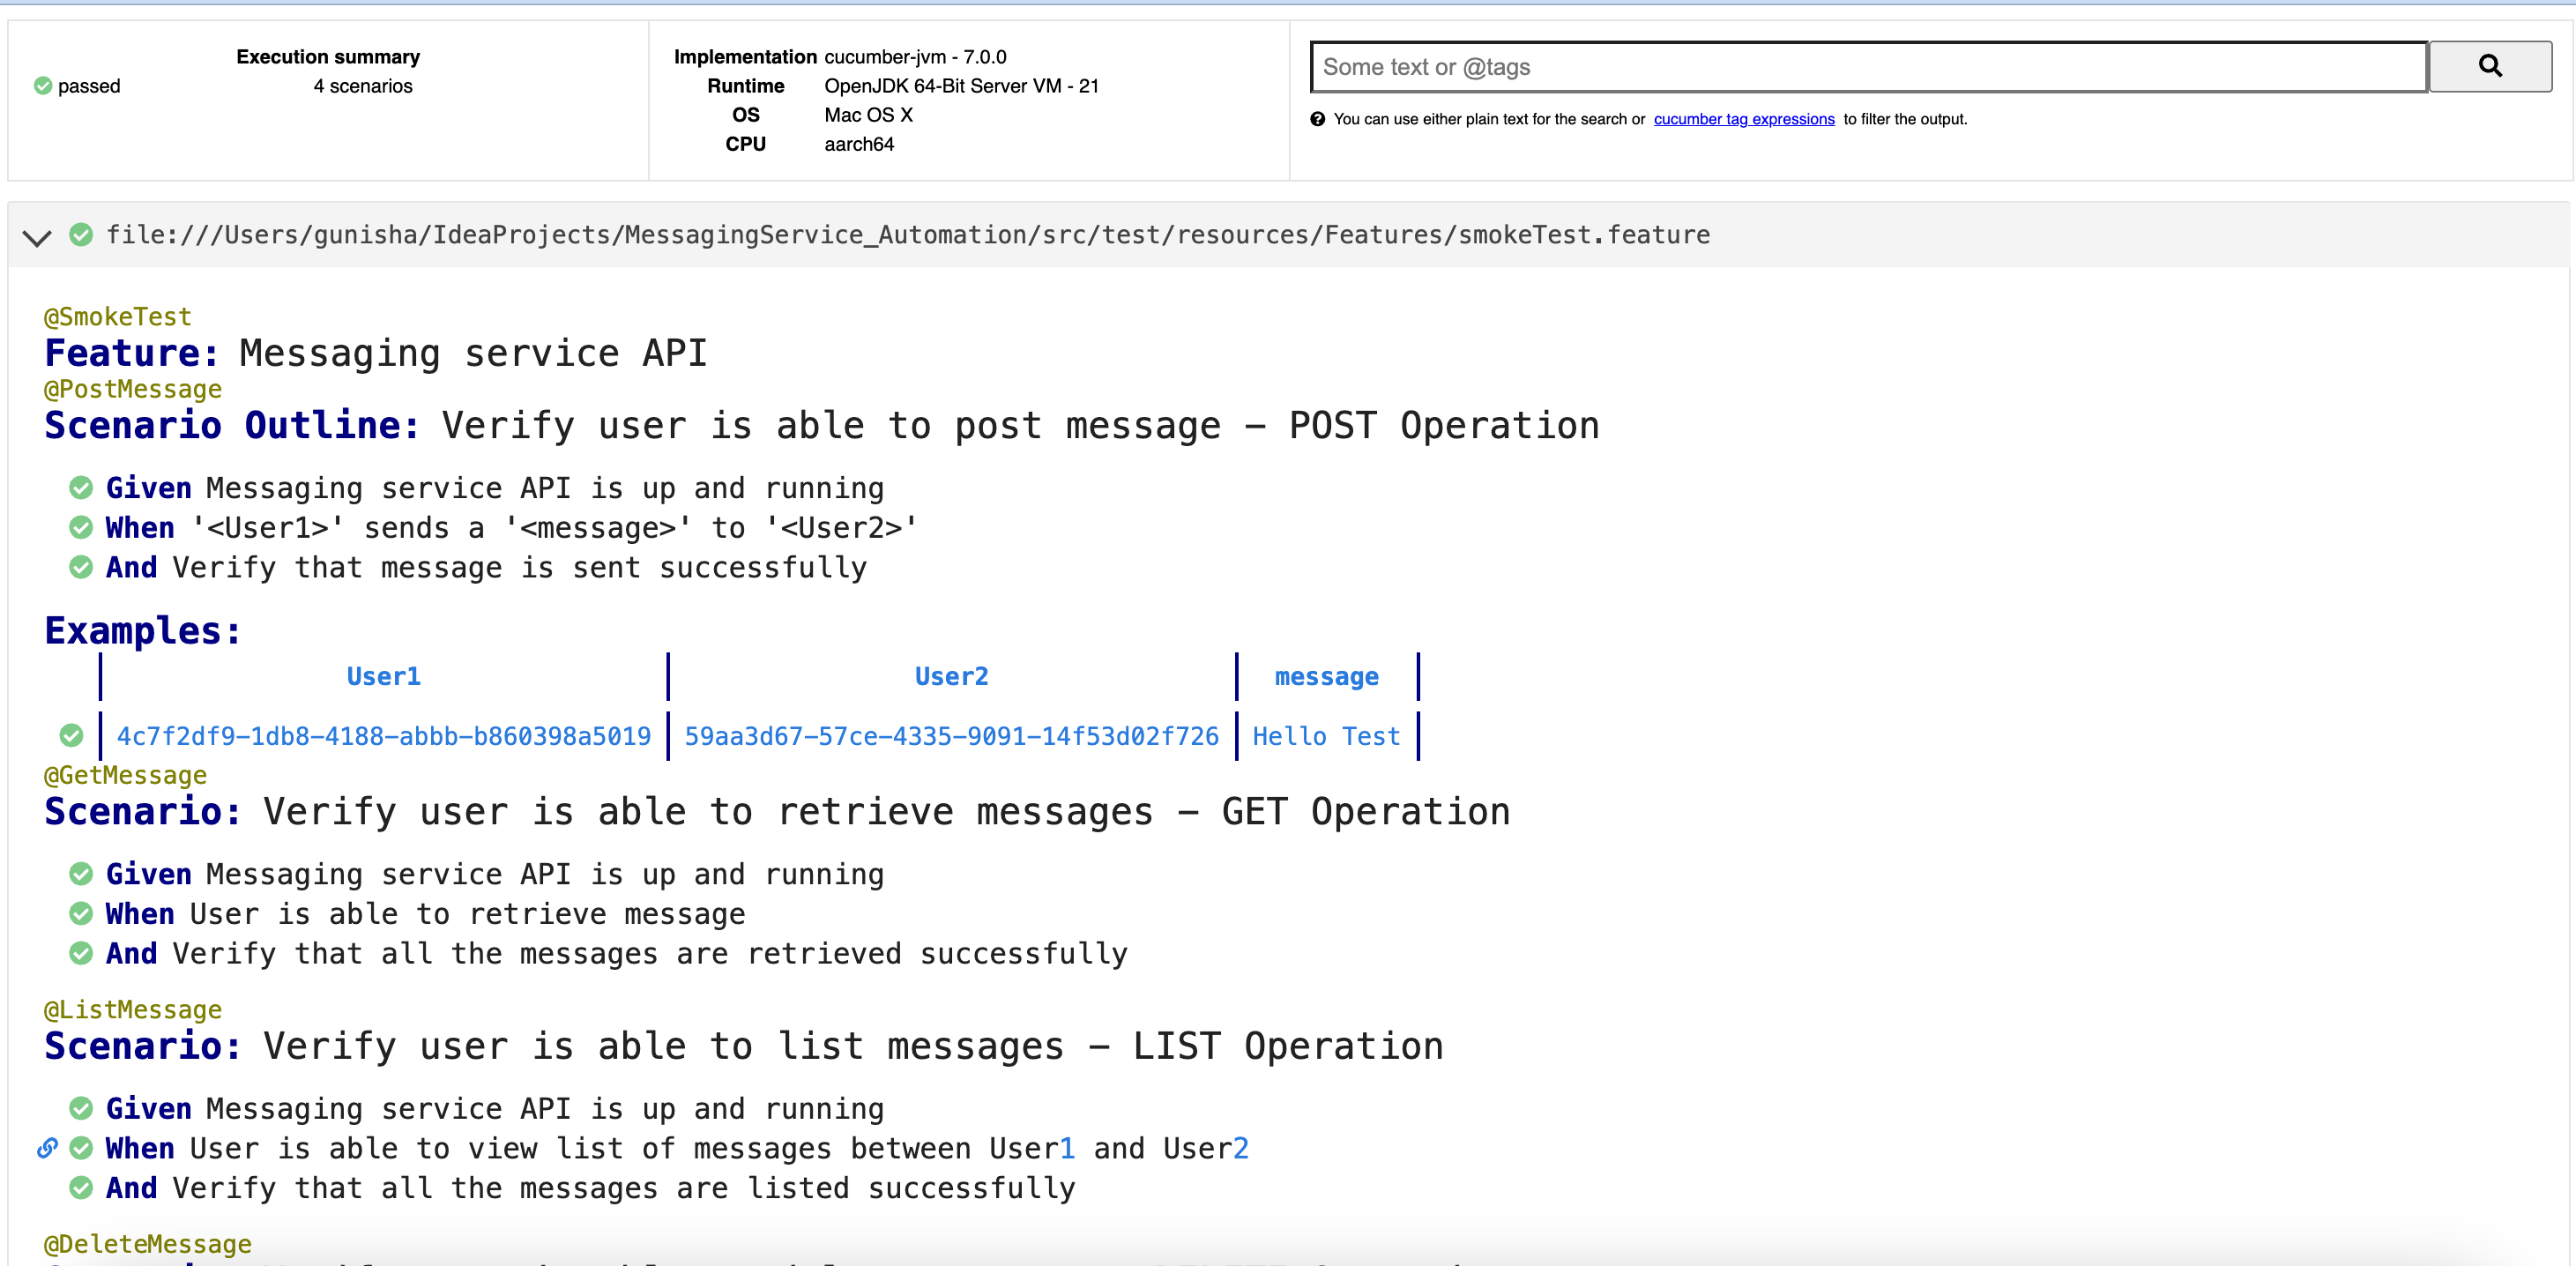 Execution summary
passed 4 scenarios
Implementation cucumber-jvm - 7.0.0
Runtime OpenJDK 64-Bit Server VM - 21
OS Mac OS X
CPU aarch64
Some text or @tags
You can use either plain text for the search or cucumber tag expressions to filter the output.
file:///Users/gunisha/IdeaProjects/MessagingService_Automation/src/test/resources/Features/smokeTest.feature
@SmokeTest
Feature: Messaging service API
@PostMessage
Scenario Outline: Verify user is able to post message - POST Operation
Given Messaging service API is up and running
When '<User1>' sends a '<message>' to '<User2>'
And Verify that message is sent successfully
Examples:
User1 User2 message
4c7f2df9-1db8-4188-abbb-b860398a5019 59aa3d67-57ce-4335-9091-14f53d02f726 Hello Test
@GetMessage
Scenario: Verify user is able to retrieve messages - GET Operation
Given Messaging service API is up and running
When User is able to retrieve message
And Verify that all the messages are retrieved successfully
@ListMessage
Scenario: Verify user is able to list messages - LIST Operation
Given Messaging service API is up and running
When User is able to view list of messages between User1 and User2
And Verify that all the messages are listed successfully
@DeleteMessage